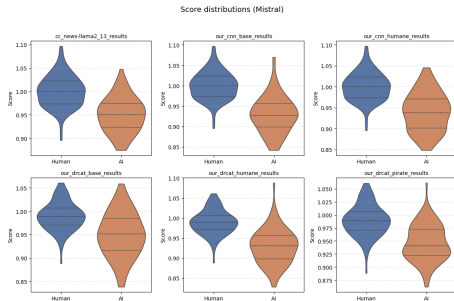 Score distributions (Mistral)
cc_news-llama2_13_results our_cnn_base_results our_cnn_humane_results
1.10 1.10 1.10
1.05 1.05 1.05
1.00 1.00 1.00
0.95 0.95 0.95
0.90 0.90 0.90
0.85 0.85
Score Score Score
Human AI Human AI Human AI
our_drcat_base_results our_drcat_humane_results our_drcat_pirate_results
1.05 1.10 1.050
1.00 1.05 1.025
0.95 1.00 1.000
0.90 0.95 0.975
0.85 0.90 0.950
0.85 0.925
0.900
0.875
Score Score Score
Human AI Human AI Human AI